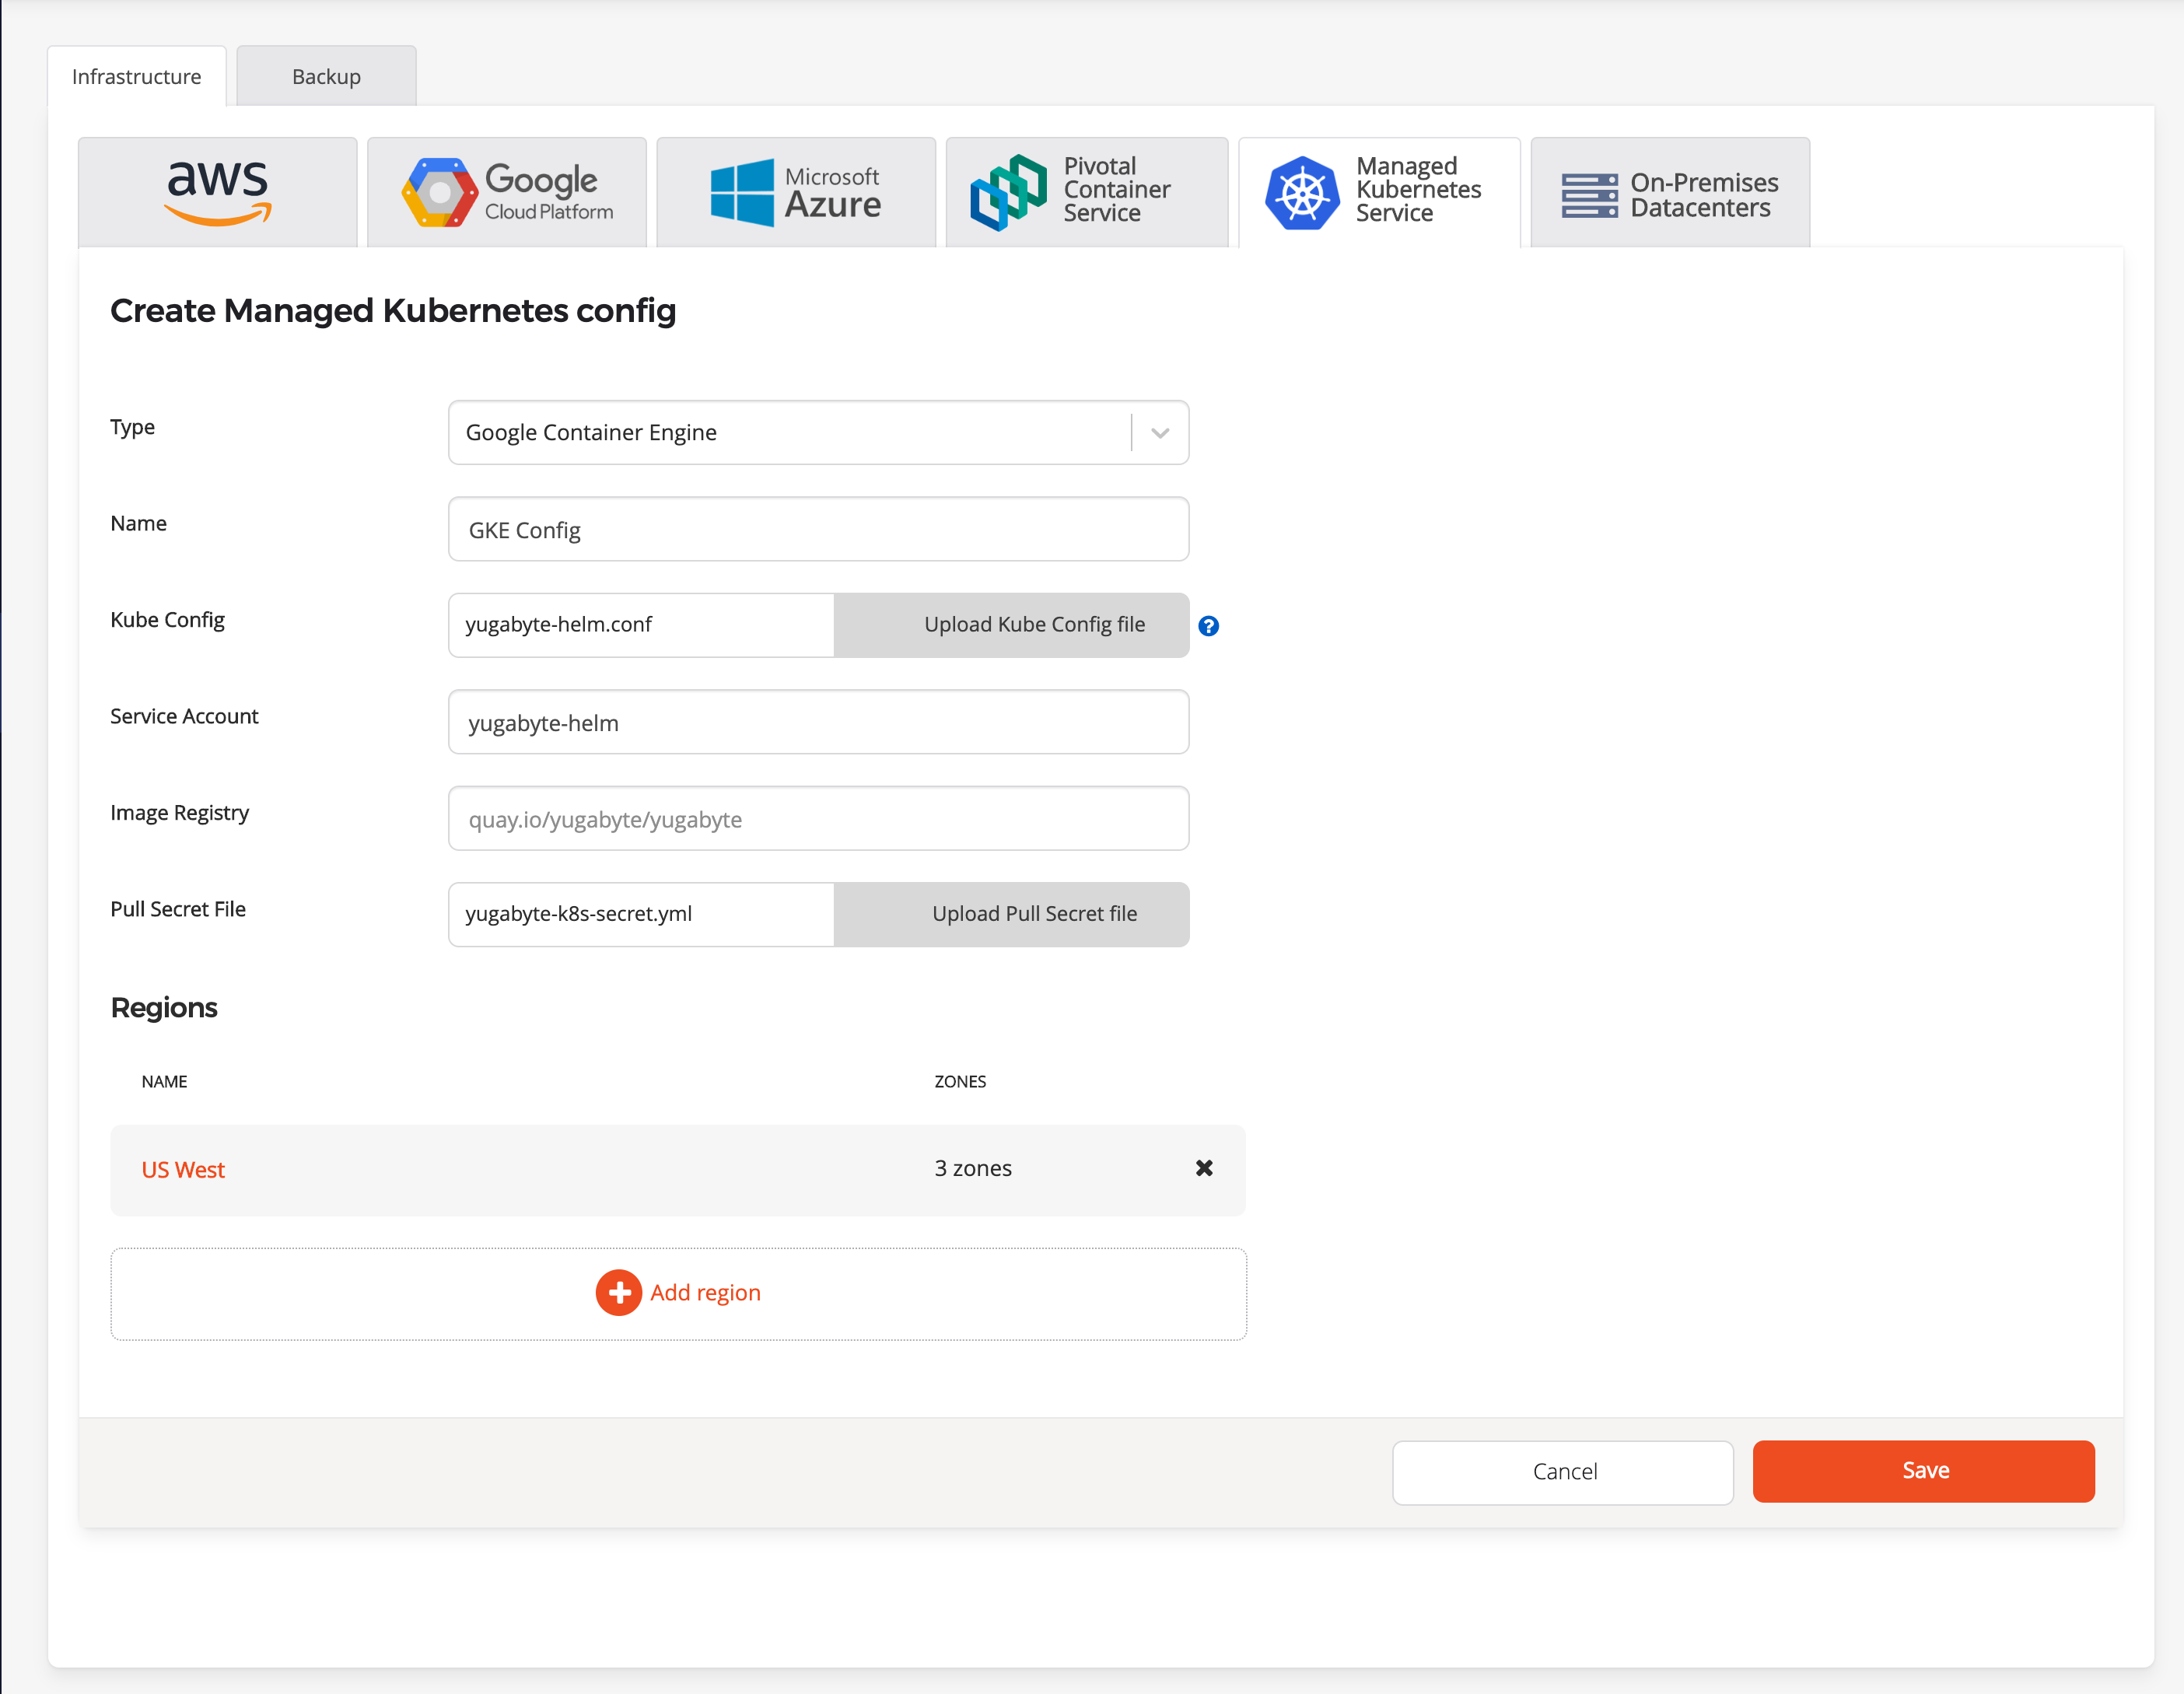 Infrastructure
Backup
aws
Google
Cloud Platform
Microsoft
Azure
Pivotal
Container
Service
Managed
Kubernetes
Service
On-Premises
Datacenters
Create Managed Kubernetes config
Type
Google Container Engine
Name
GKE Config
Kube Config
yugabyte-helm.conf
Upload Kube Config file
?
Service Account
yugabyte-helm
Image Registry
quay.io/yugabyte/yugabyte
Pull Secret File
yugabyte-k8s-secret.yml
Upload Pull Secret file
Regions
NAME
ZONES
US West
3 zones
Add region
Cancel
Save